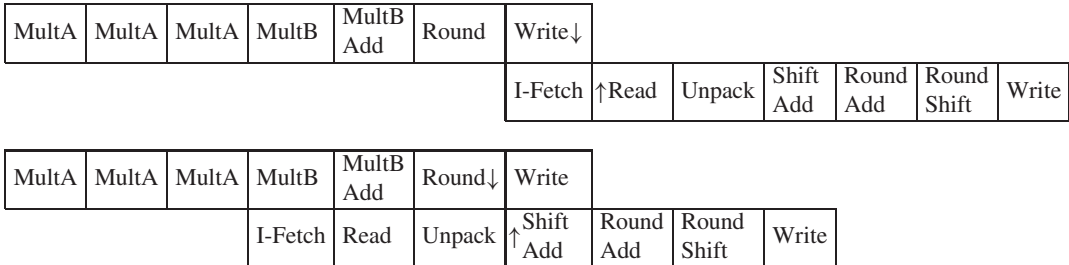 MultA MultA MultA MultB MultB Add Round Write↓
I-Fetch ↑Read Unpack Shift Add Round Add Round Shift Write
MultA MultA MultA MultB MultB Add Round↓ Write
I-Fetch Read Unpack ↑Shift Add Round Add Round Shift Write